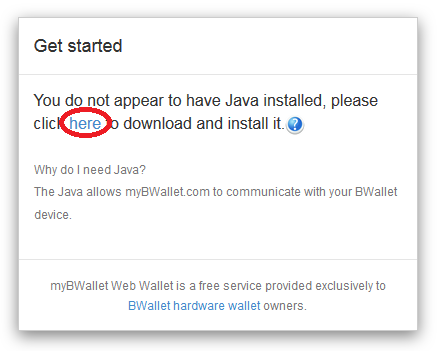 Get started
You do not appear to have Java installed, please
click here to download and install it.
Why do I need Java?
The Java allows myBWallet.com to communicate with your BWallet
device.
myBWallet Web Wallet is a free service provided exclusively to
BWallet hardware wallet owners.